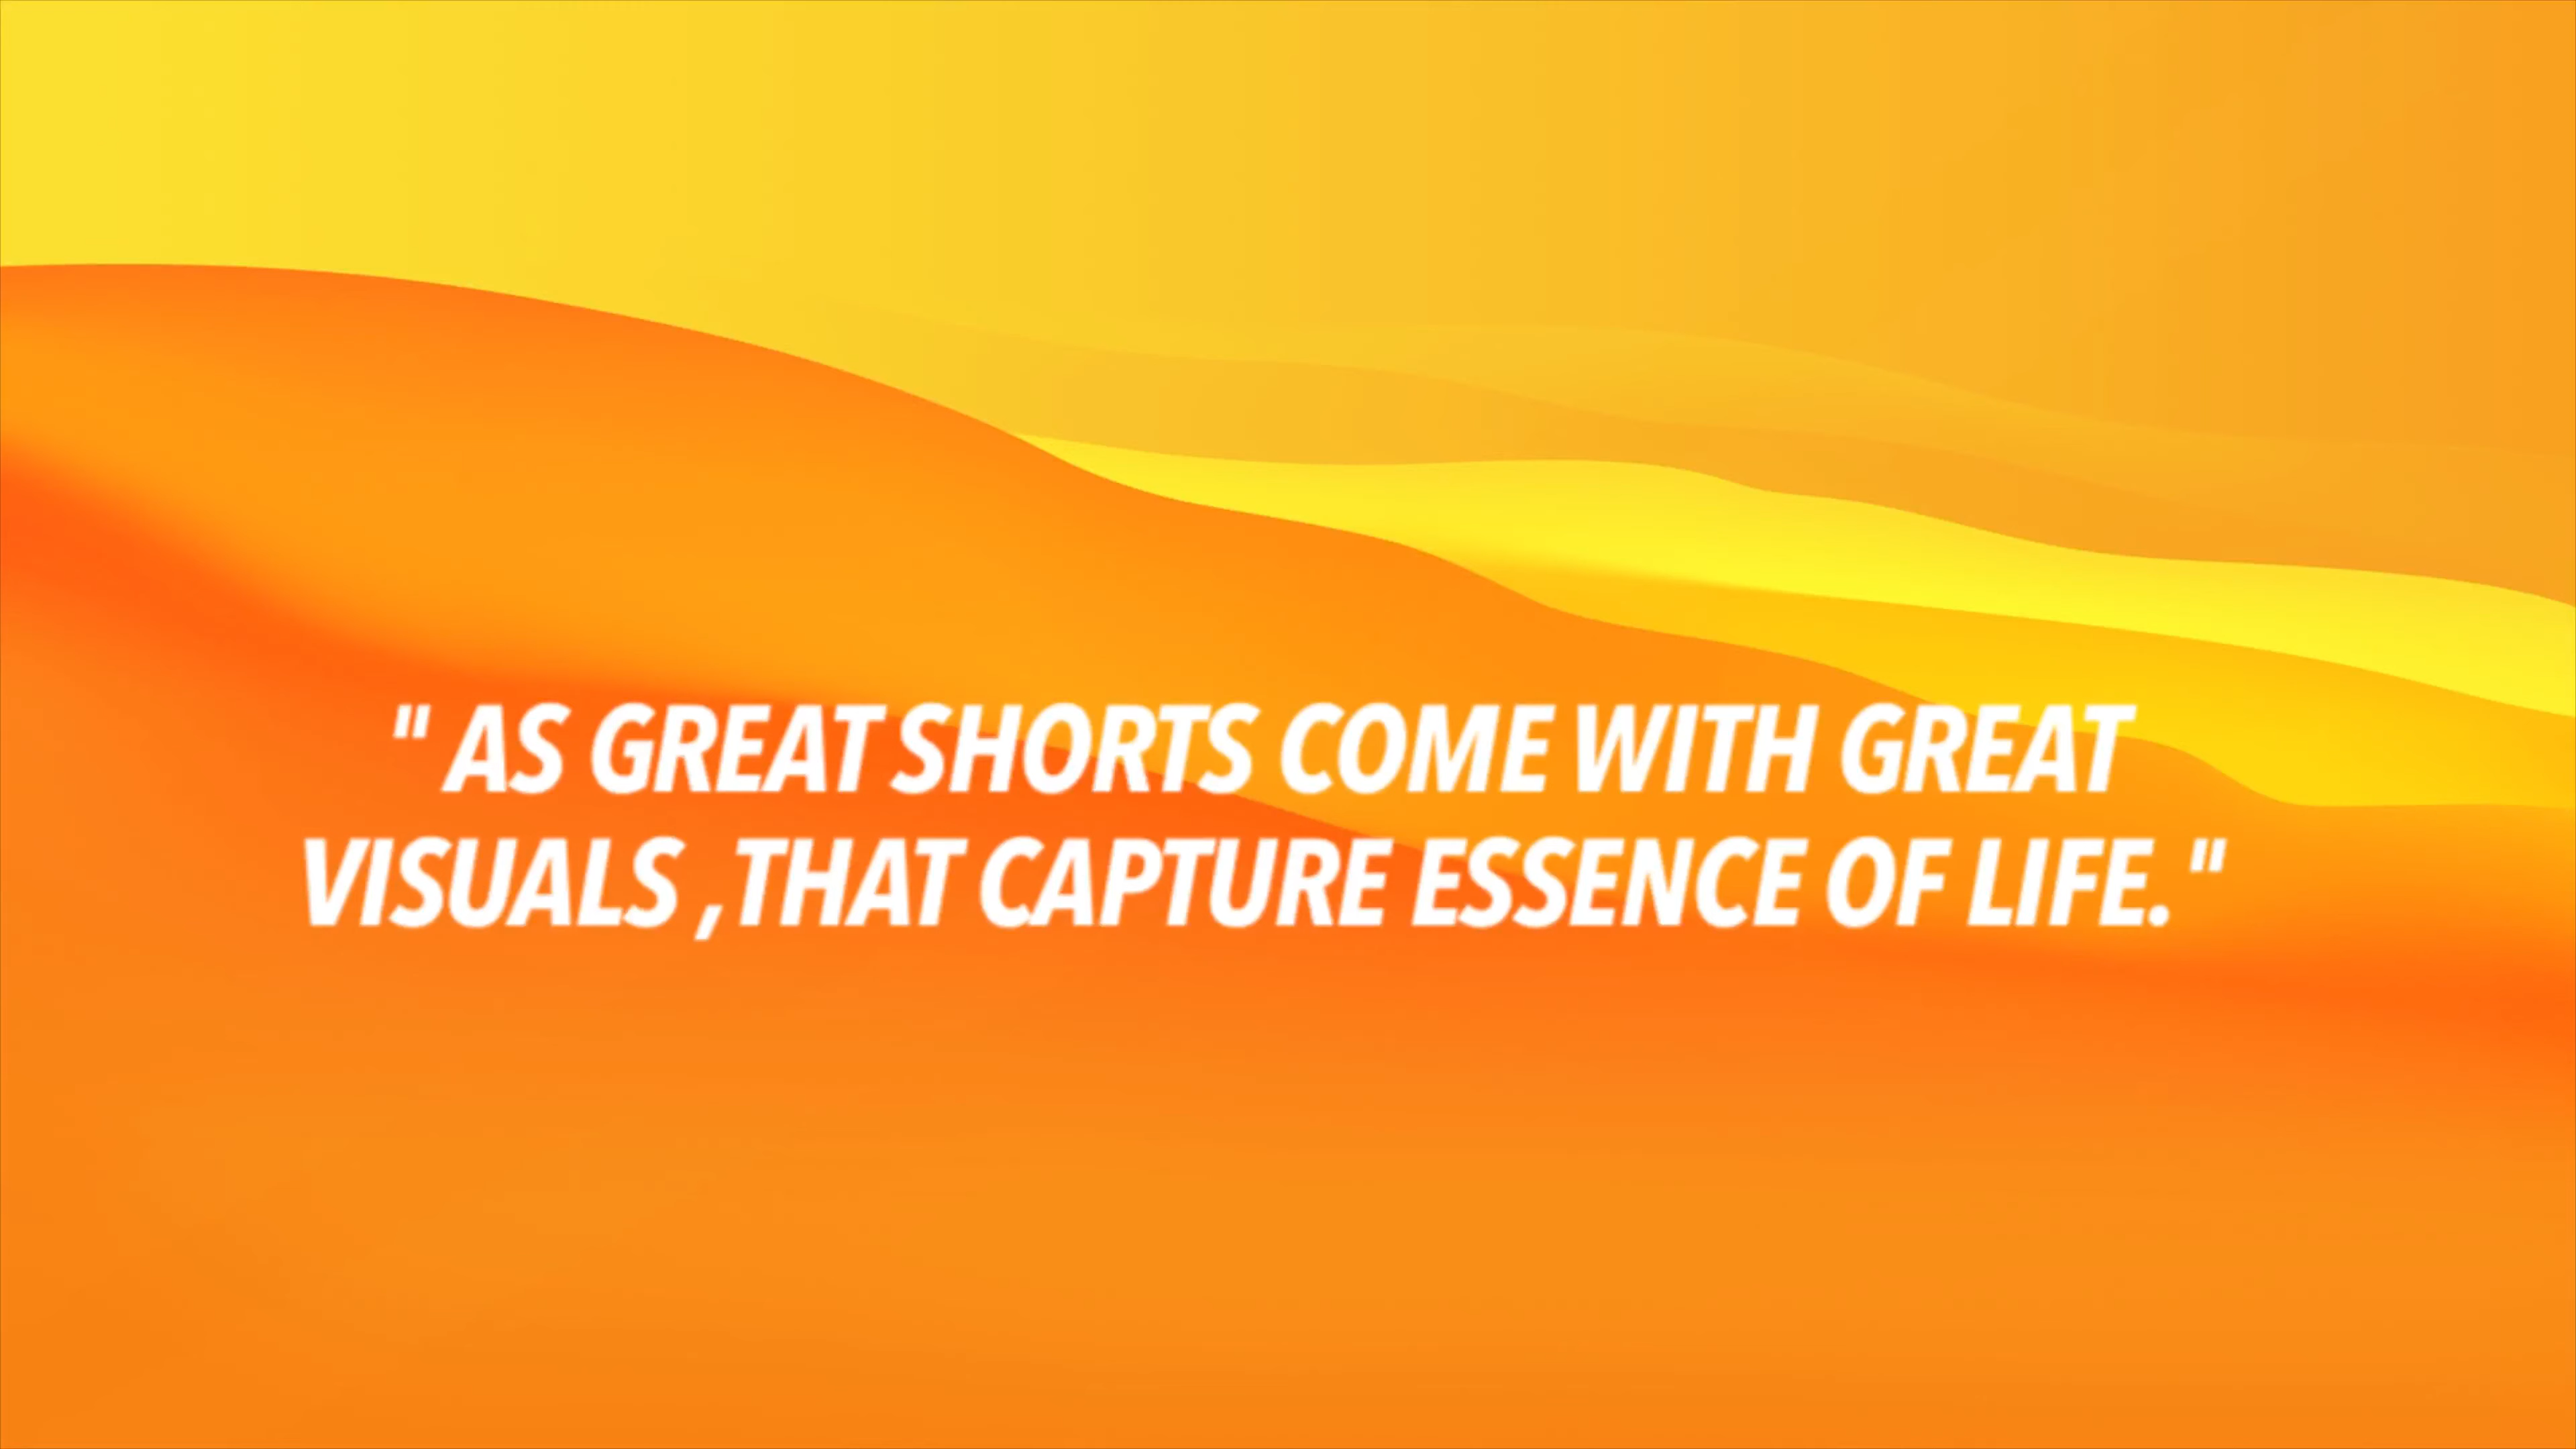 " AS GREAT SHORTS COME WITH GREAT
VISUALS ,THAT CAPTURE ESSENCE OF LIFE. "